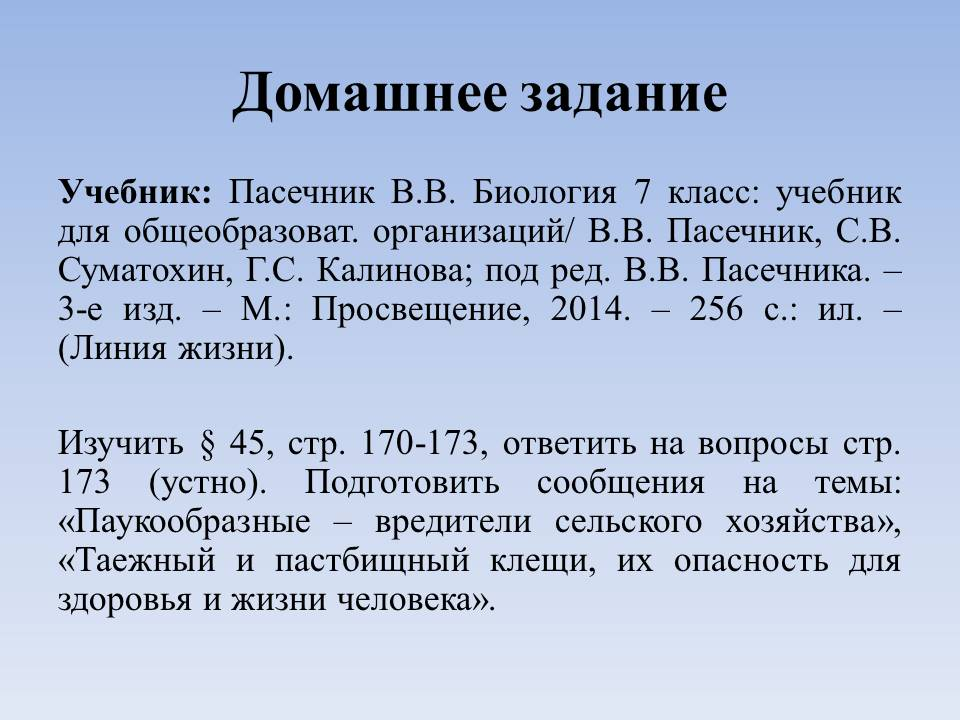 Домашнее задание
Учебник: Пасечник В.В. Биология 7 класс: учебник
для общеобразоват. организаций/ В.В. Пасечник, С.В.
Суматохин, Г.С. Калинова; под ред. В.В. Пасечника. –
3-е изд. – М.: Просвещение, 2014. – 256 с.: ил. –
(Линия жизни).
Изучить § 45, стр. 170-173, ответить на вопросы стр.
173 (устно). Подготовить сообщения на темы:
«Паукообразные – вредители сельского хозяйства»,
«Таежный и пастбищный клещи, их опасность для
здоровья и жизни человека».